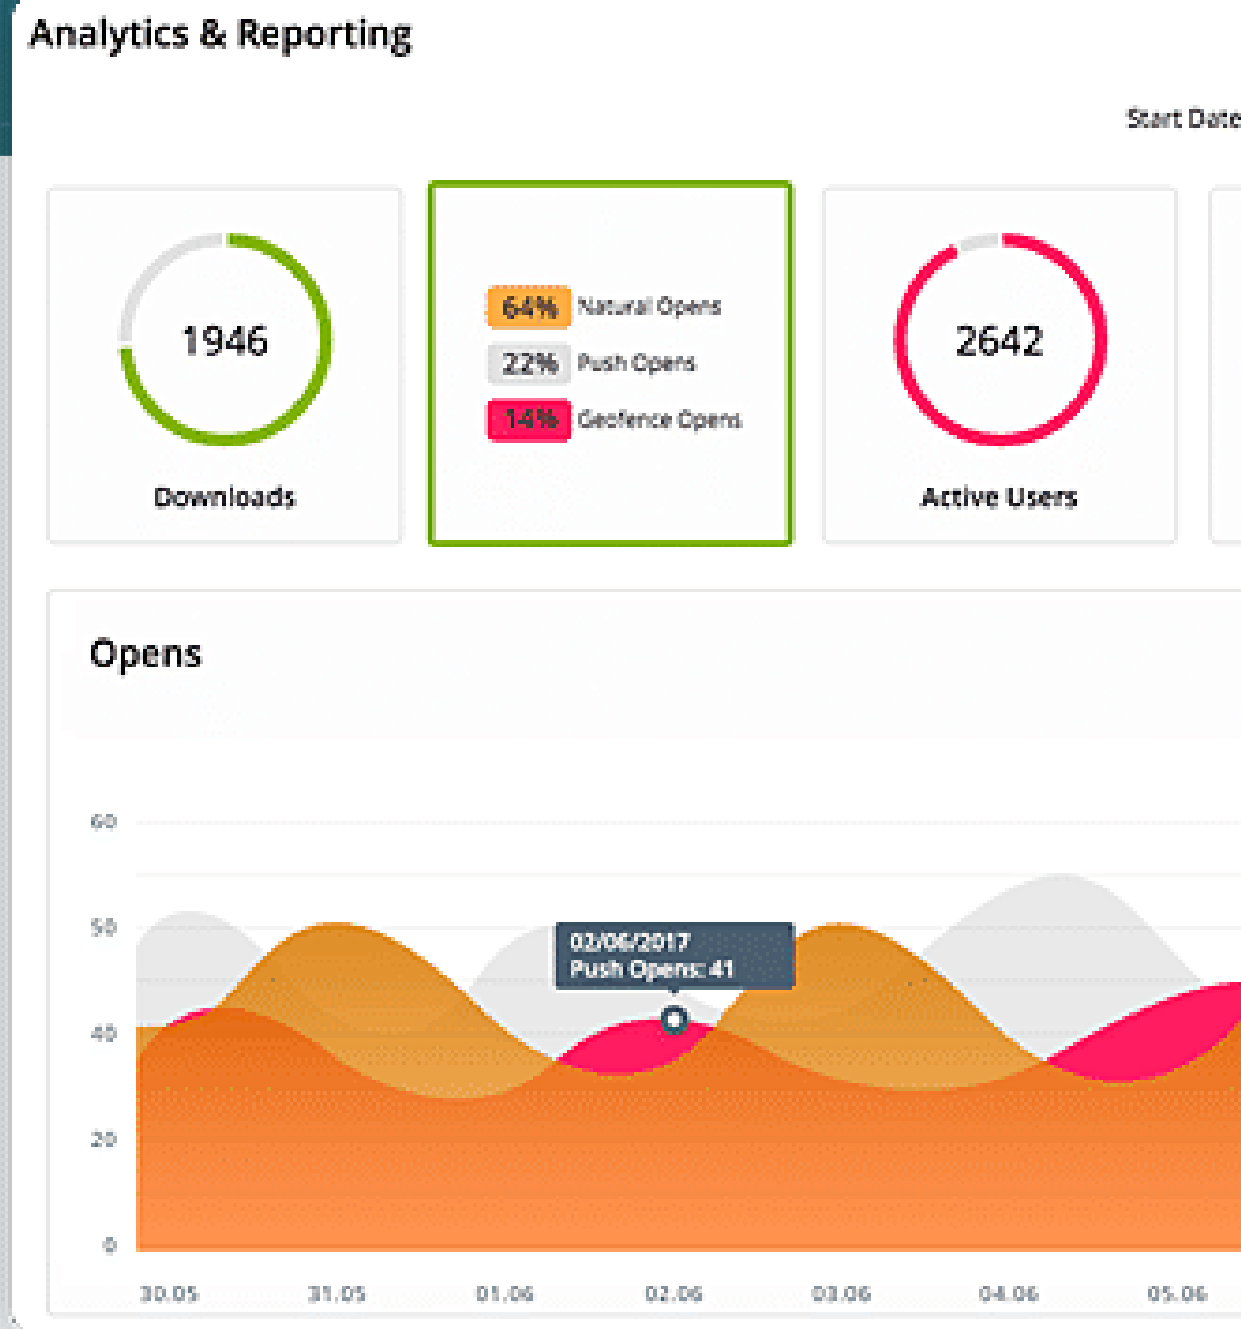 Analytics & Reporting
Start Date
1946
Downloads
64% Natural Opens
22% Push Opens
14% Geofence Opens
2642
Active Users
Opens
60
50
40
20
0
02/06/2017
Push Opens: 41
30.05 31.05 01.06 02.06 03.06 04.06 05.06